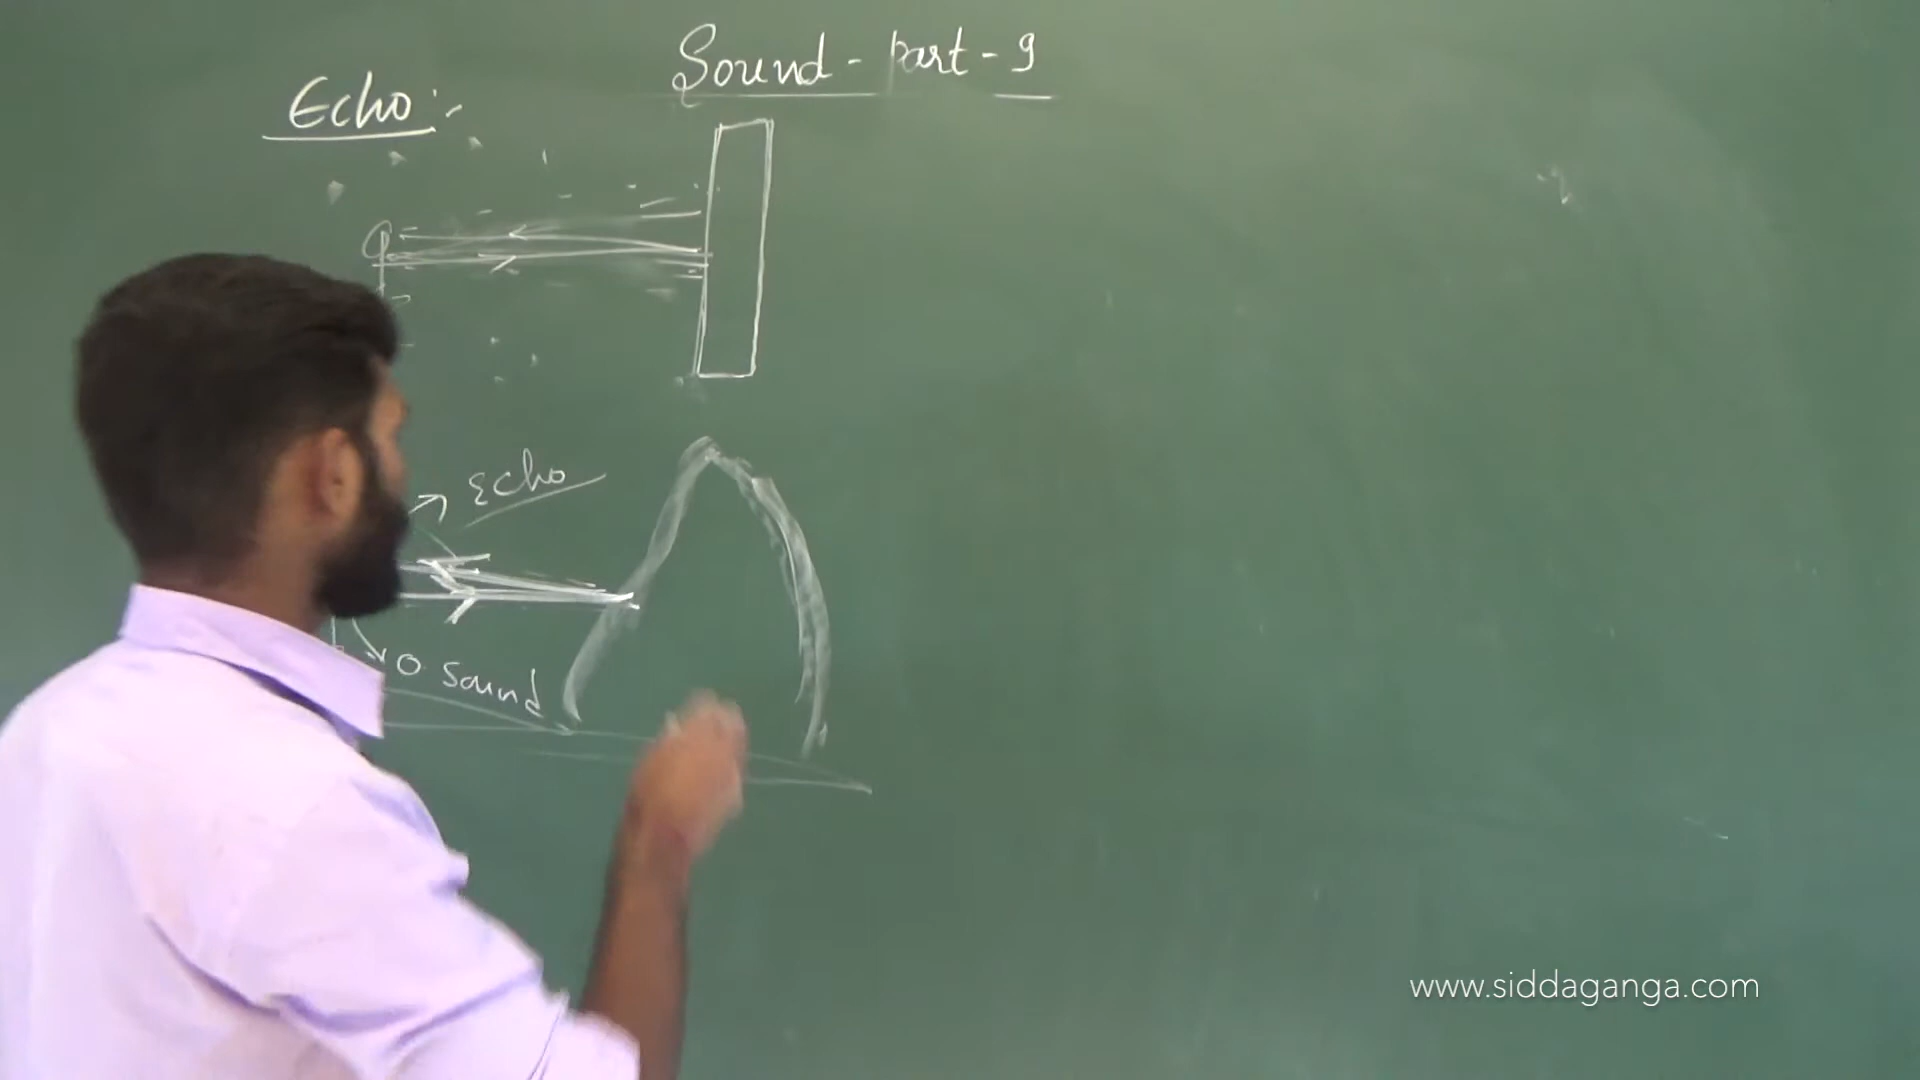 Sound - part - 9
Echo :-
Echo
O. Sound
www.siddaganga.com